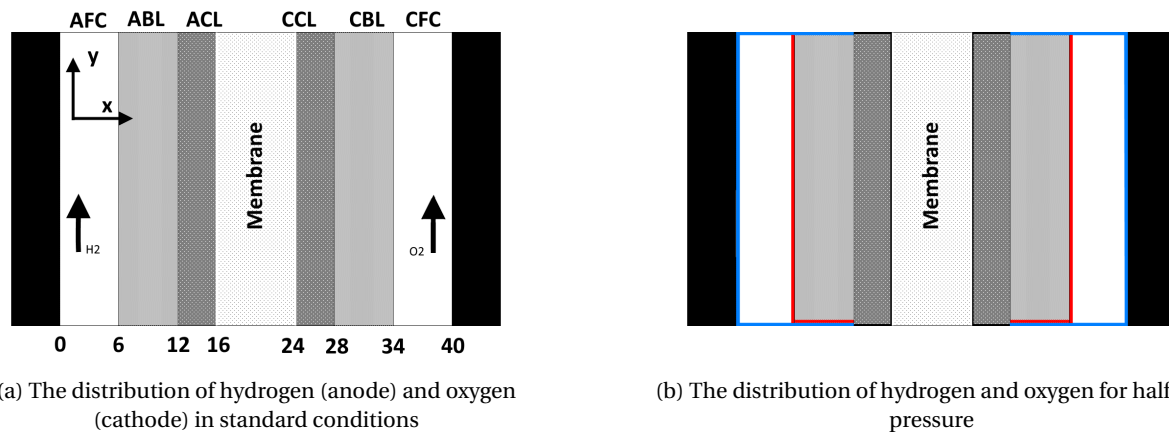 AFC ABL ACL CCL CBL CFC
y
x
Membrane
H2
O2
0 6 12 16 24 28 34 40
Membrane
(a) The distribution of hydrogen (anode) and oxygen
(cathode) in standard conditions
(b) The distribution of hydrogen and oxygen for half
pressure